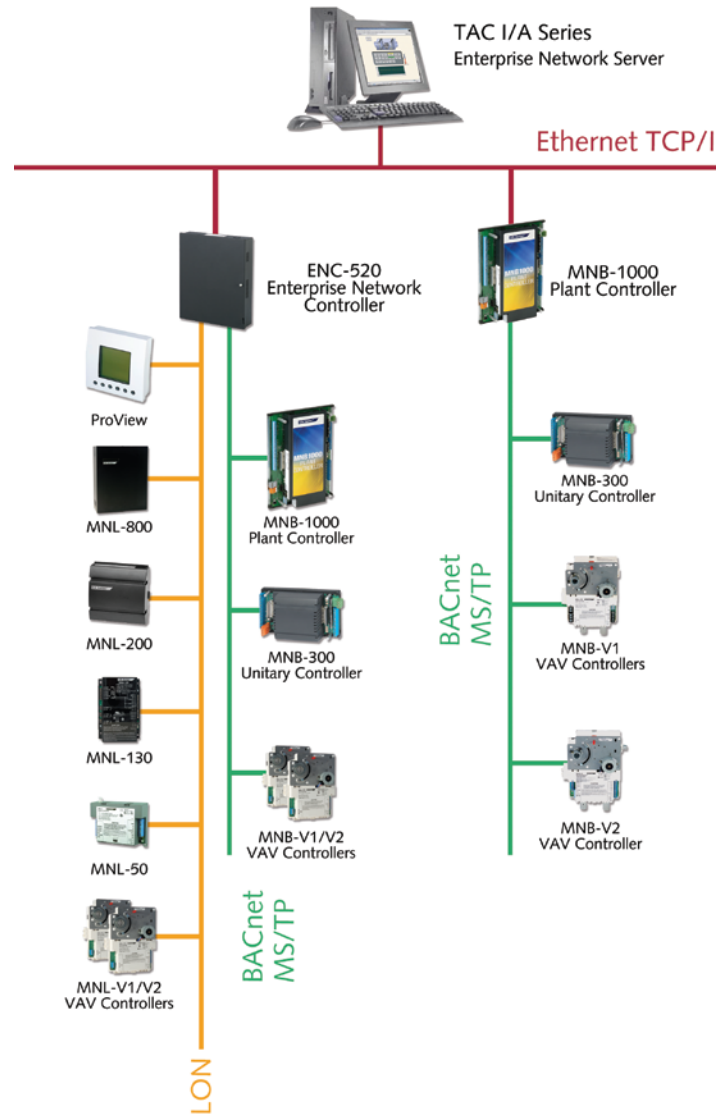 TAC I/A Series
Enterprise Network Server
Ethernet TCP/I
ENC-520
Enterprise Network
Controller
MNB-1000
Plant Controller
ProView
MNL-800
MNL-200
MNL-130
MNL-50
MNL-V1/V2
VAV Controllers
LON
MNB-1000
Plant Controller
MNB-300
Unitary Controller
MNB-V1/V2
VAV Controllers
BACnet
MS/TP
MNB-300
Unitary Controller
BACnet
MS/TP
MNB-V1
VAV Controllers
MNB-V2
VAV Controller